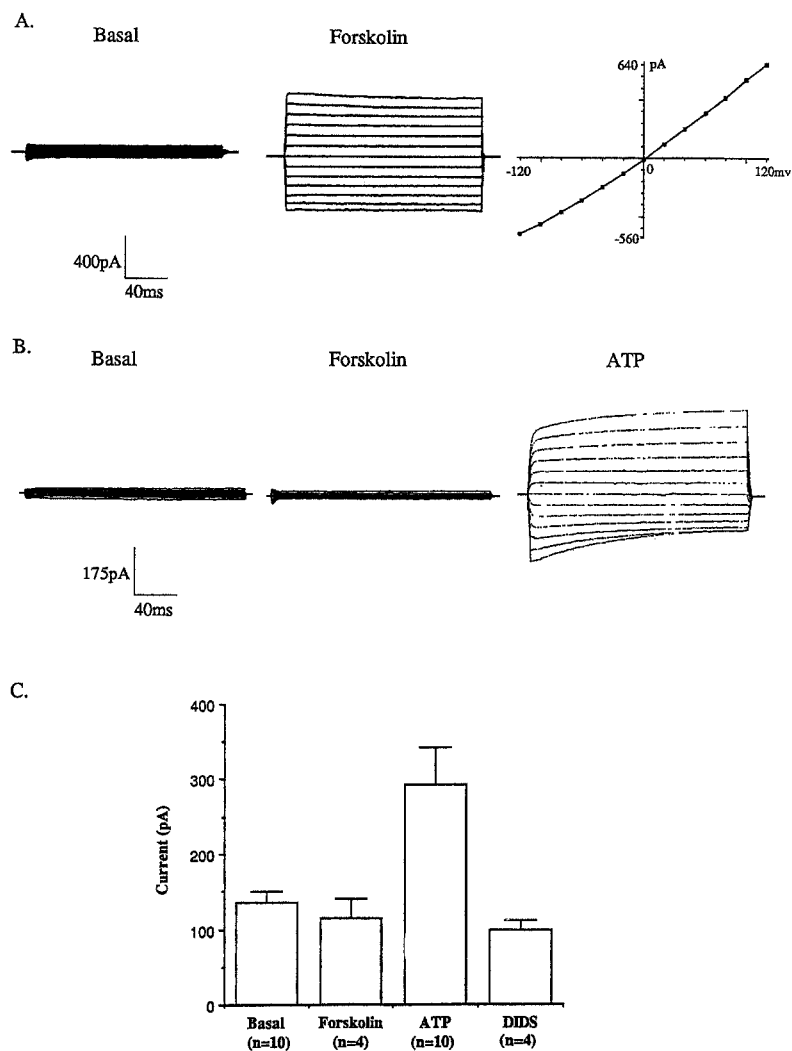 A.
Basal
Forskolin
640
pA
-120
0
120mv
-560
400pA
40ms
B.
Basal
Forskolin
ATP
175pA
40ms
C.
400
300
200
100
0
Current (pA)
Basal
(n=10)
Forskolin
(n=4)
ATP
(n=10)
DIDS
(n=4)